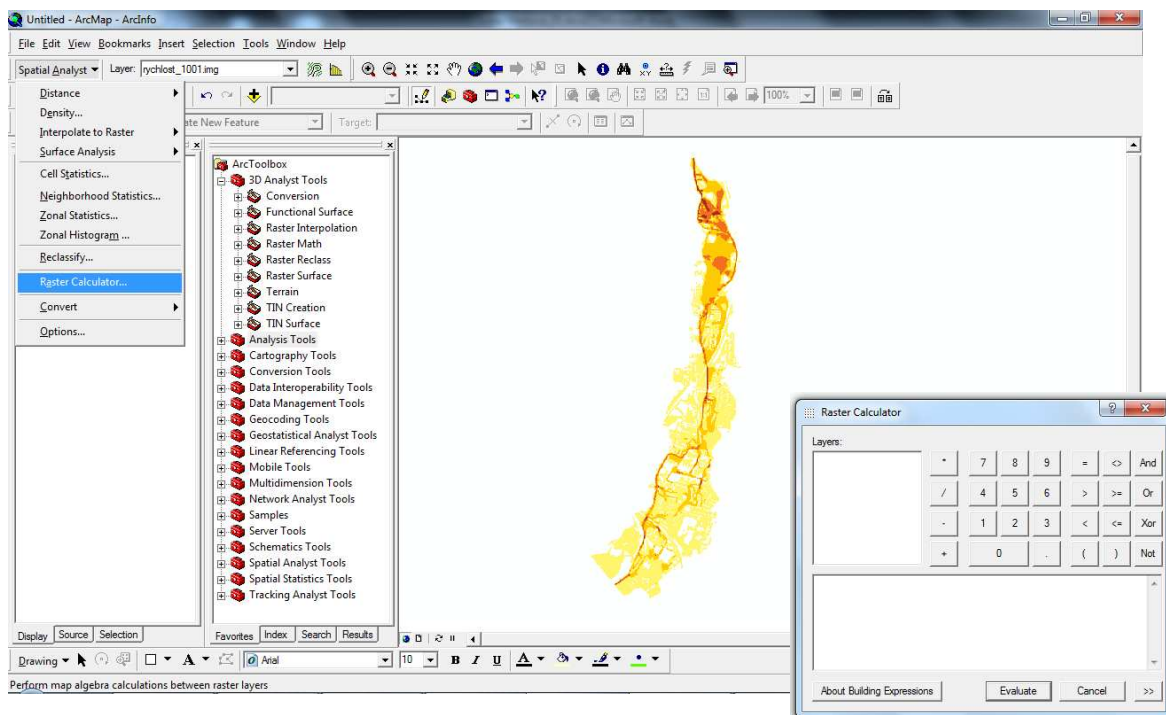 Untitled - ArcMap - ArcInfo
File Edit View Bookmarks Insert Selection Tools Window Help
Spatial Analyst Layer: rychlost_1001.img
Distance
Density...
Interpolate to Raster
Surface Analysis
Cell Statistics...
Neighborhood Statistics...
Zonal Statistics...
Zonal Histogram ...
Reclassify...
Raster Calculator...
Convert
Options...
100%
ate New Feature Target:
ArcToolbox
3D Analyst Tools
Conversion
Functional Surface
Raster Interpolation
Raster Math
Raster Reclass
Raster Surface
Terrain
TIN Creation
TIN Surface
Analysis Tools
Cartography Tools
Conversion Tools
Data Interoperability Tools
Data Management Tools
Geocoding Tools
Geostatistical Analyst Tools
Linear Referencing Tools
Mobile Tools
Multidimension Tools
Network Analyst Tools
Samples
Server Tools
Schematics Tools
Spatial Analyst Tools
Spatial Statistics Tools
Tracking Analyst Tools
Display Source Selection
Favorites Index Search Results
Drawing A Arial 10 B I U A
Perform map algebra calculations between raster layers
Raster Calculator
Layers:
* 7 8 9 = <> And
/ 4 5 6 > >= Or
- 1 2 3 < <= Xor
+ 0 . ( ) Not
About Building Expressions Evaluate Cancel >>